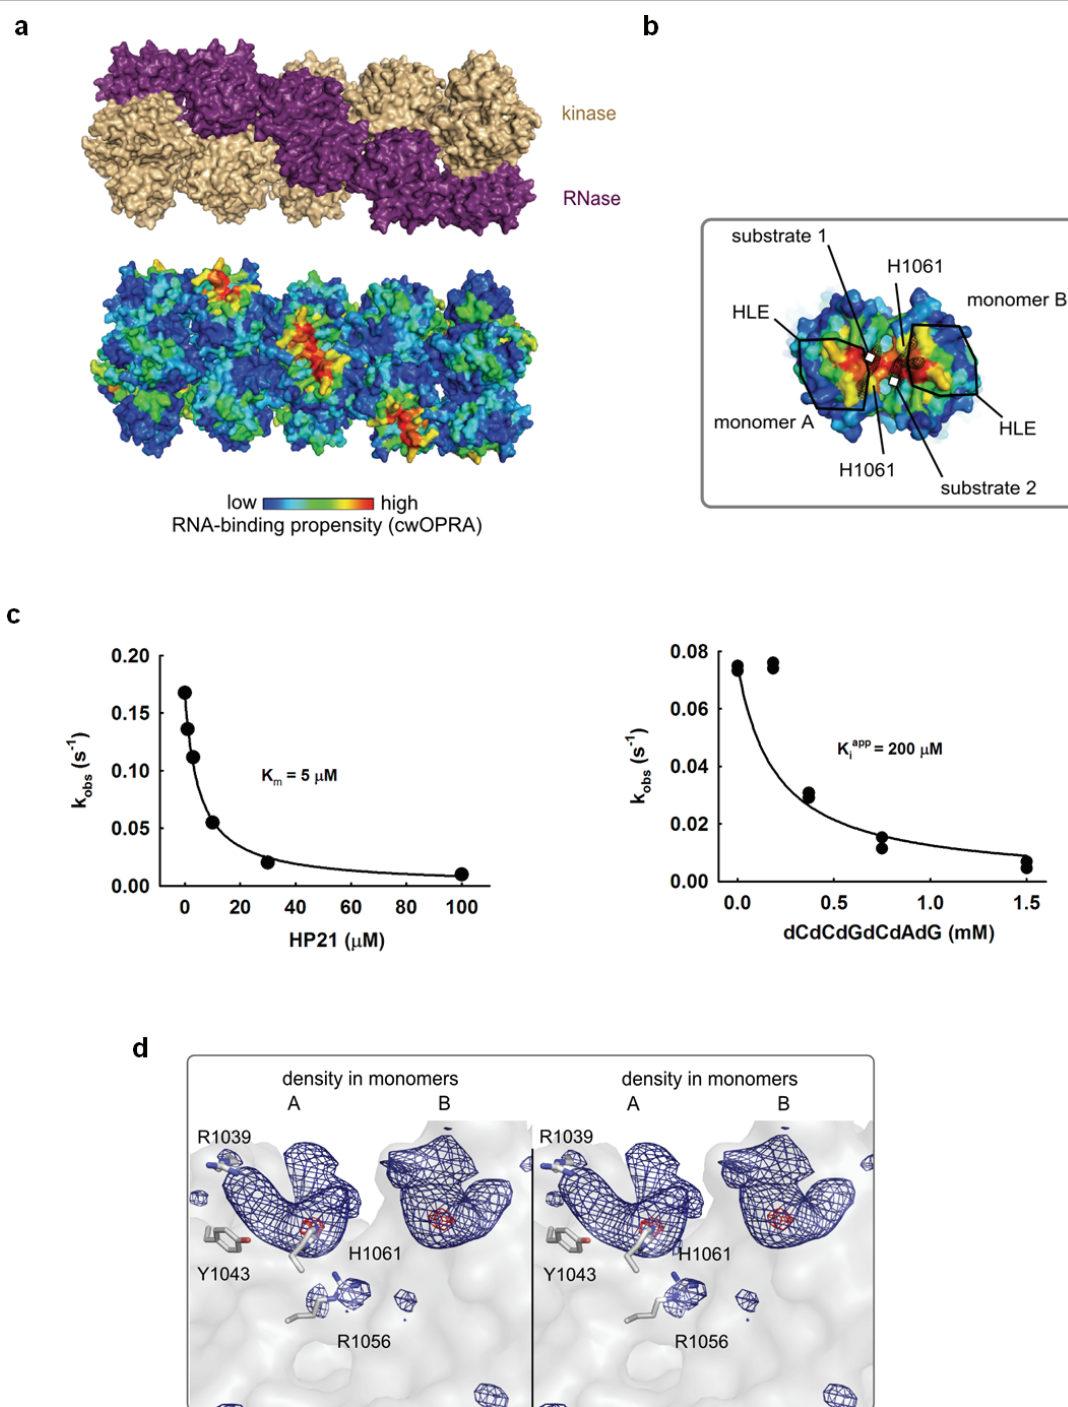 a
kinase
RNase
low high
RNA-binding propensity (cwOPRA)
b
substrate 1
H1061
monomer B
HLE
monomer A
HLE
H1061
substrate 2
c
0.20
0.15
0.10
0.05
0.00
kobs (s-1)
Km = 5 μM
0 20 40 60 80 100
HP21 (μM)
0.08
0.06
0.04
0.02
0.00
kobs (s-1)
Kiapp = 200 μM
0.0 0.5 1.0 1.5
dCdCdGdCdAdG (mM)
d
density in monomers
A B
R1039
H1061
Y1043
R1056
density in monomers
A B
R1039
H1061
Y1043
R1056